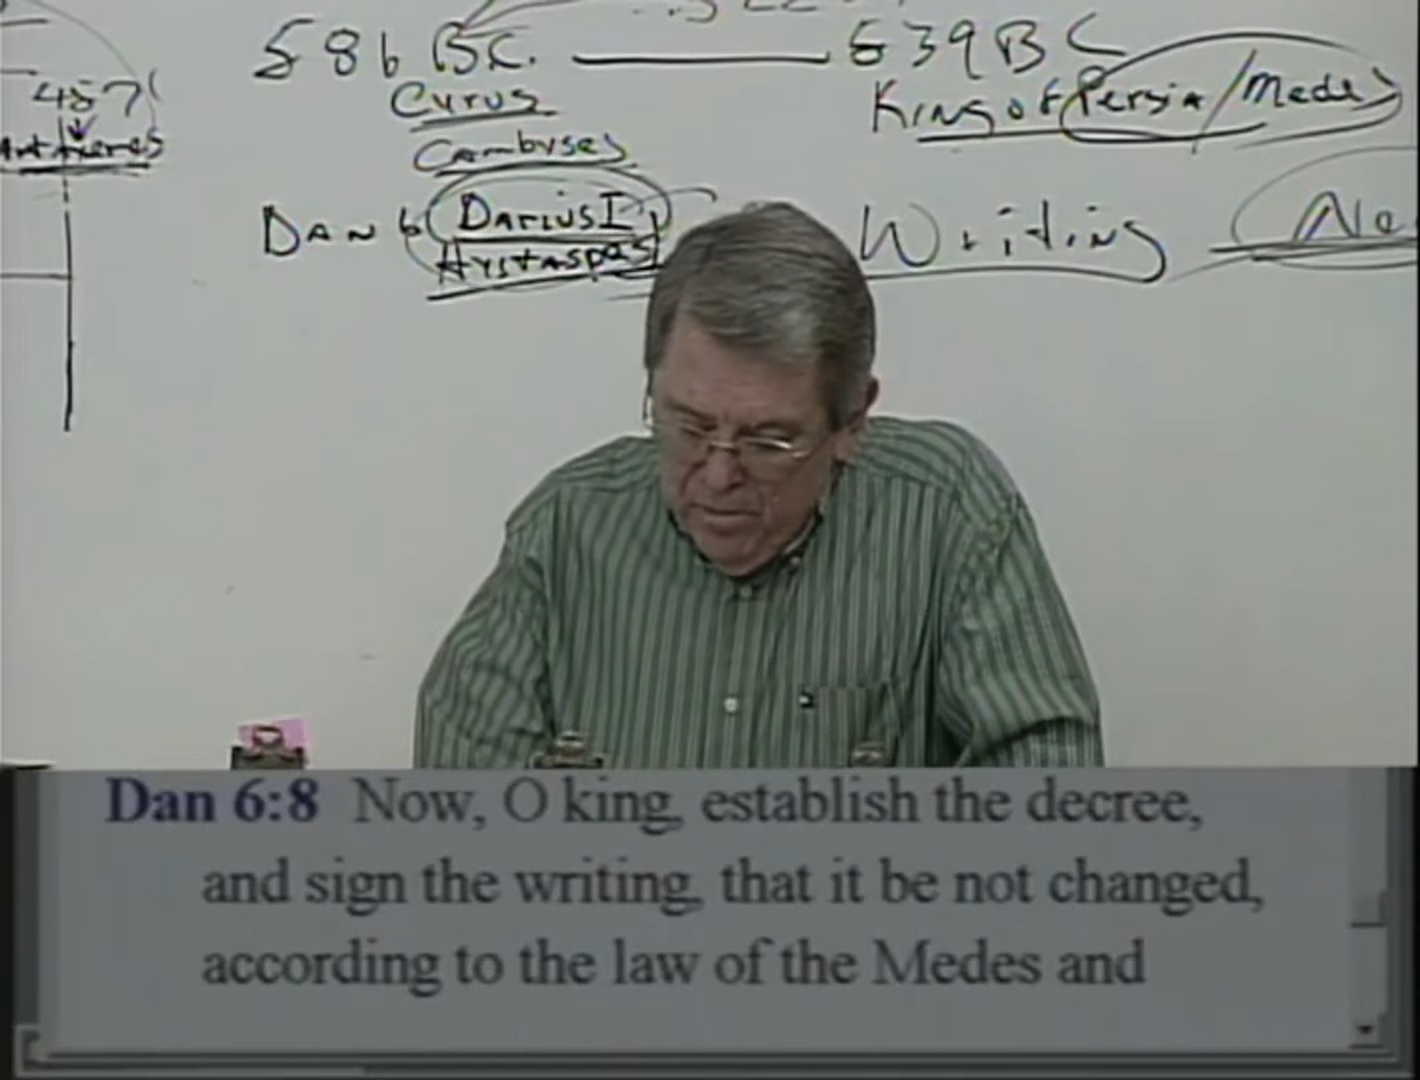 586 BC. 539 BC
457
Cyrus
King of Persia/Medes
Cambyses
Dan 6 Darius I Writing
Hystaspes
Dan 6:8 Now, O king, establish the decree,
and sign the writing, that it be not changed,
according to the law of the Medes and